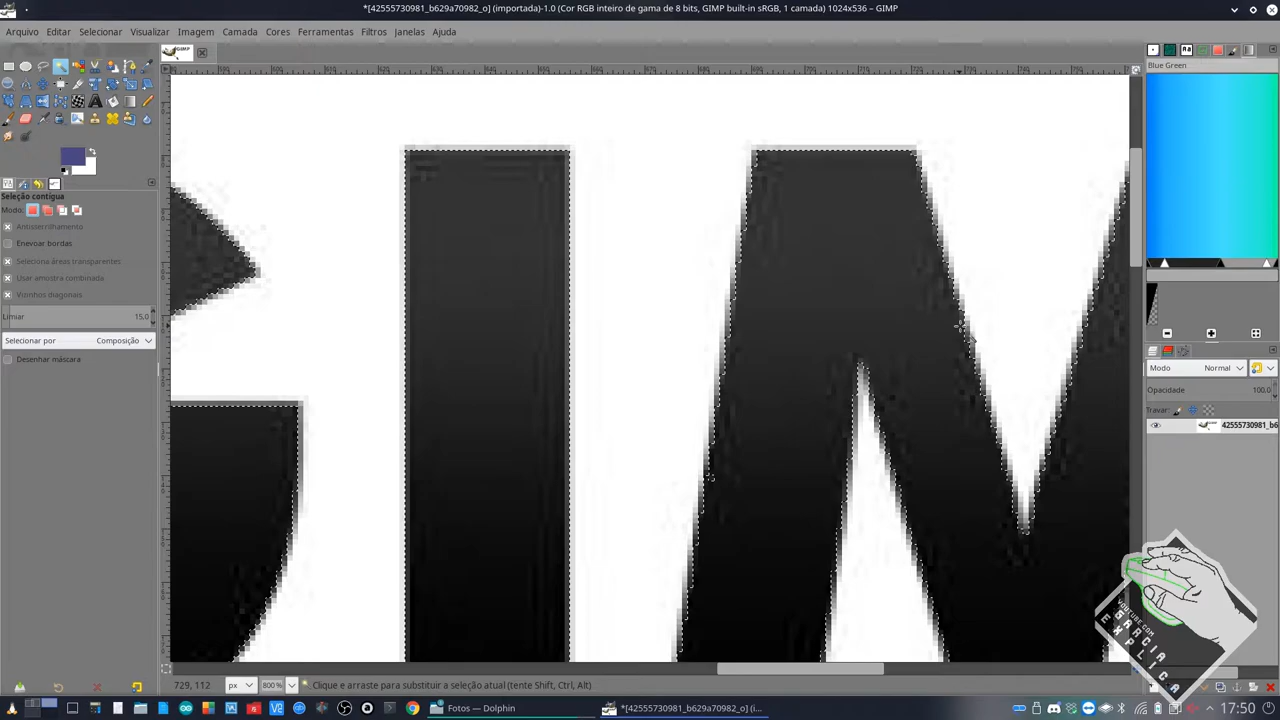 *[42555730981_b629a70982_o] (importada)-1.0 (Cor RGB inteiro de gama de 8 bits, GIMP built-in sRGB, 1 camada) 1024x536 – GIMP
Arquivo Editar Selecionar Visualizar Imagem Camada Cores Ferramentas Filtros Janelas Ajuda
Blue Green
Seleção contígua
Modo:
Antisserrilhamento
Enevoar bordas
Seleciona áreas transparentes
Usar amostra combinada
Vizinhos diagonais
Limiar 15,0
Selecionar por Composição
Desenhar máscara
Modo Normal
Opacidade 100,0
Travar:
42555730981_b6
YOUTUBE.COM
GARCIA
EXPLICA
729, 112 px 800 % Clique e arraste para substituir a seleção atual (tente Shift, Ctrl, Alt)
Fotos — Dolphin
*[42555730981_b629a70982_o] (i...
17:50